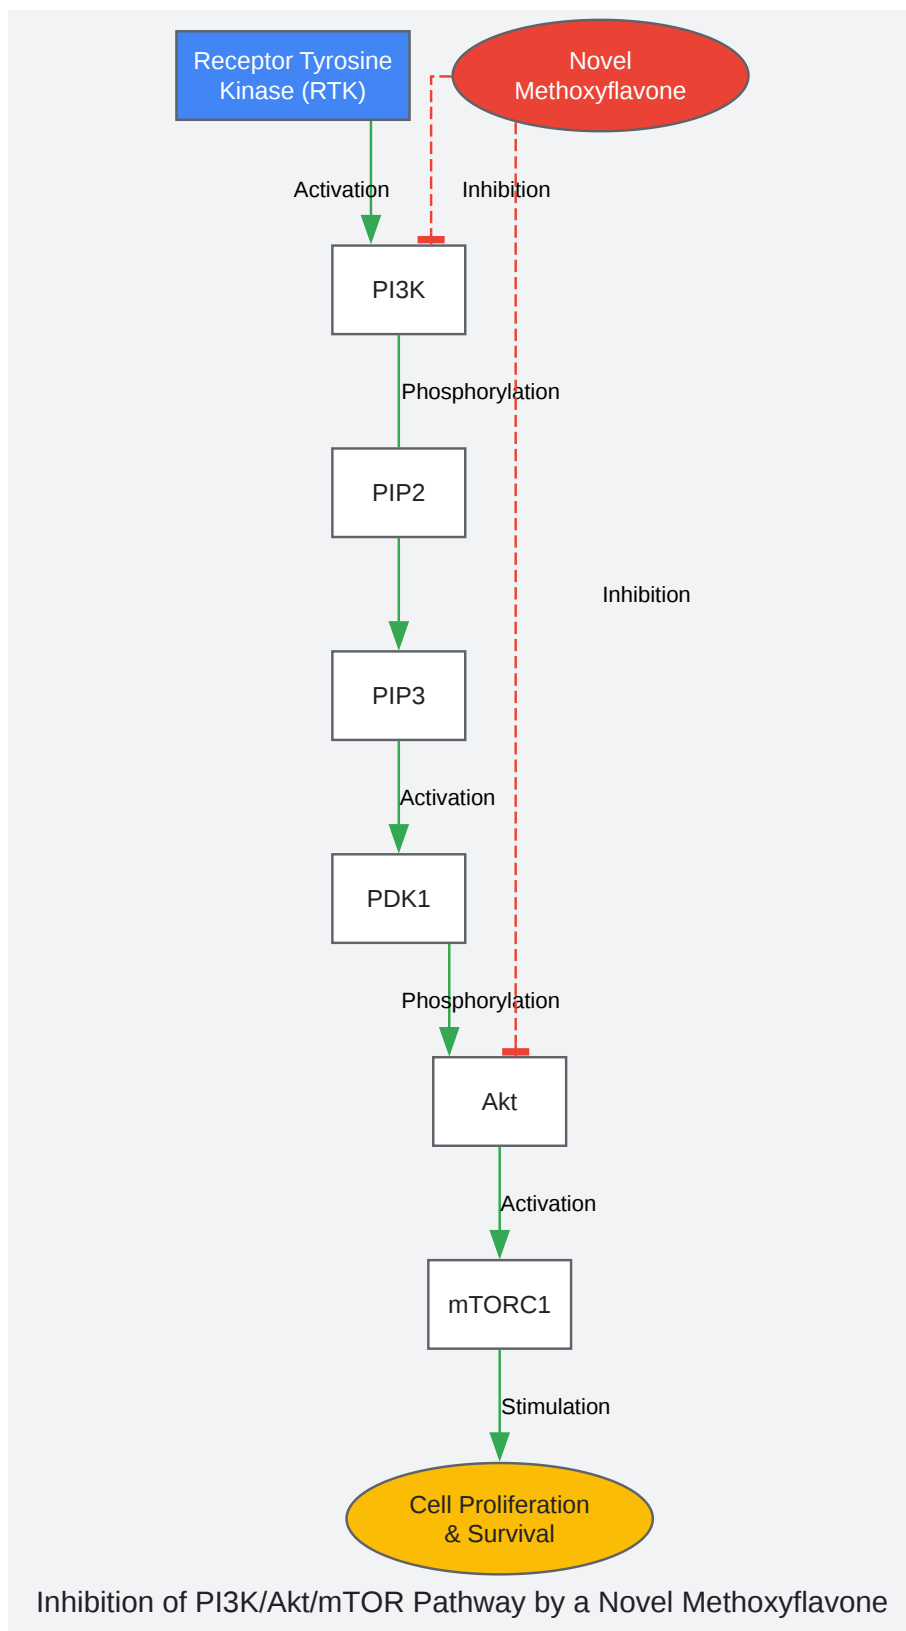 Receptor Tyrosine
Kinase (RTK)
Novel
Methoxyflavone
Activation
Inhibition
PI3K
Phosphorylation
PIP2
Inhibition
PIP3
Activation
PDK1
Phosphorylation
Akt
Activation
mTORC1
Stimulation
Cell Proliferation
& Survival
Inhibition of PI3K/Akt/mTOR Pathway by a Novel Methoxyflavone